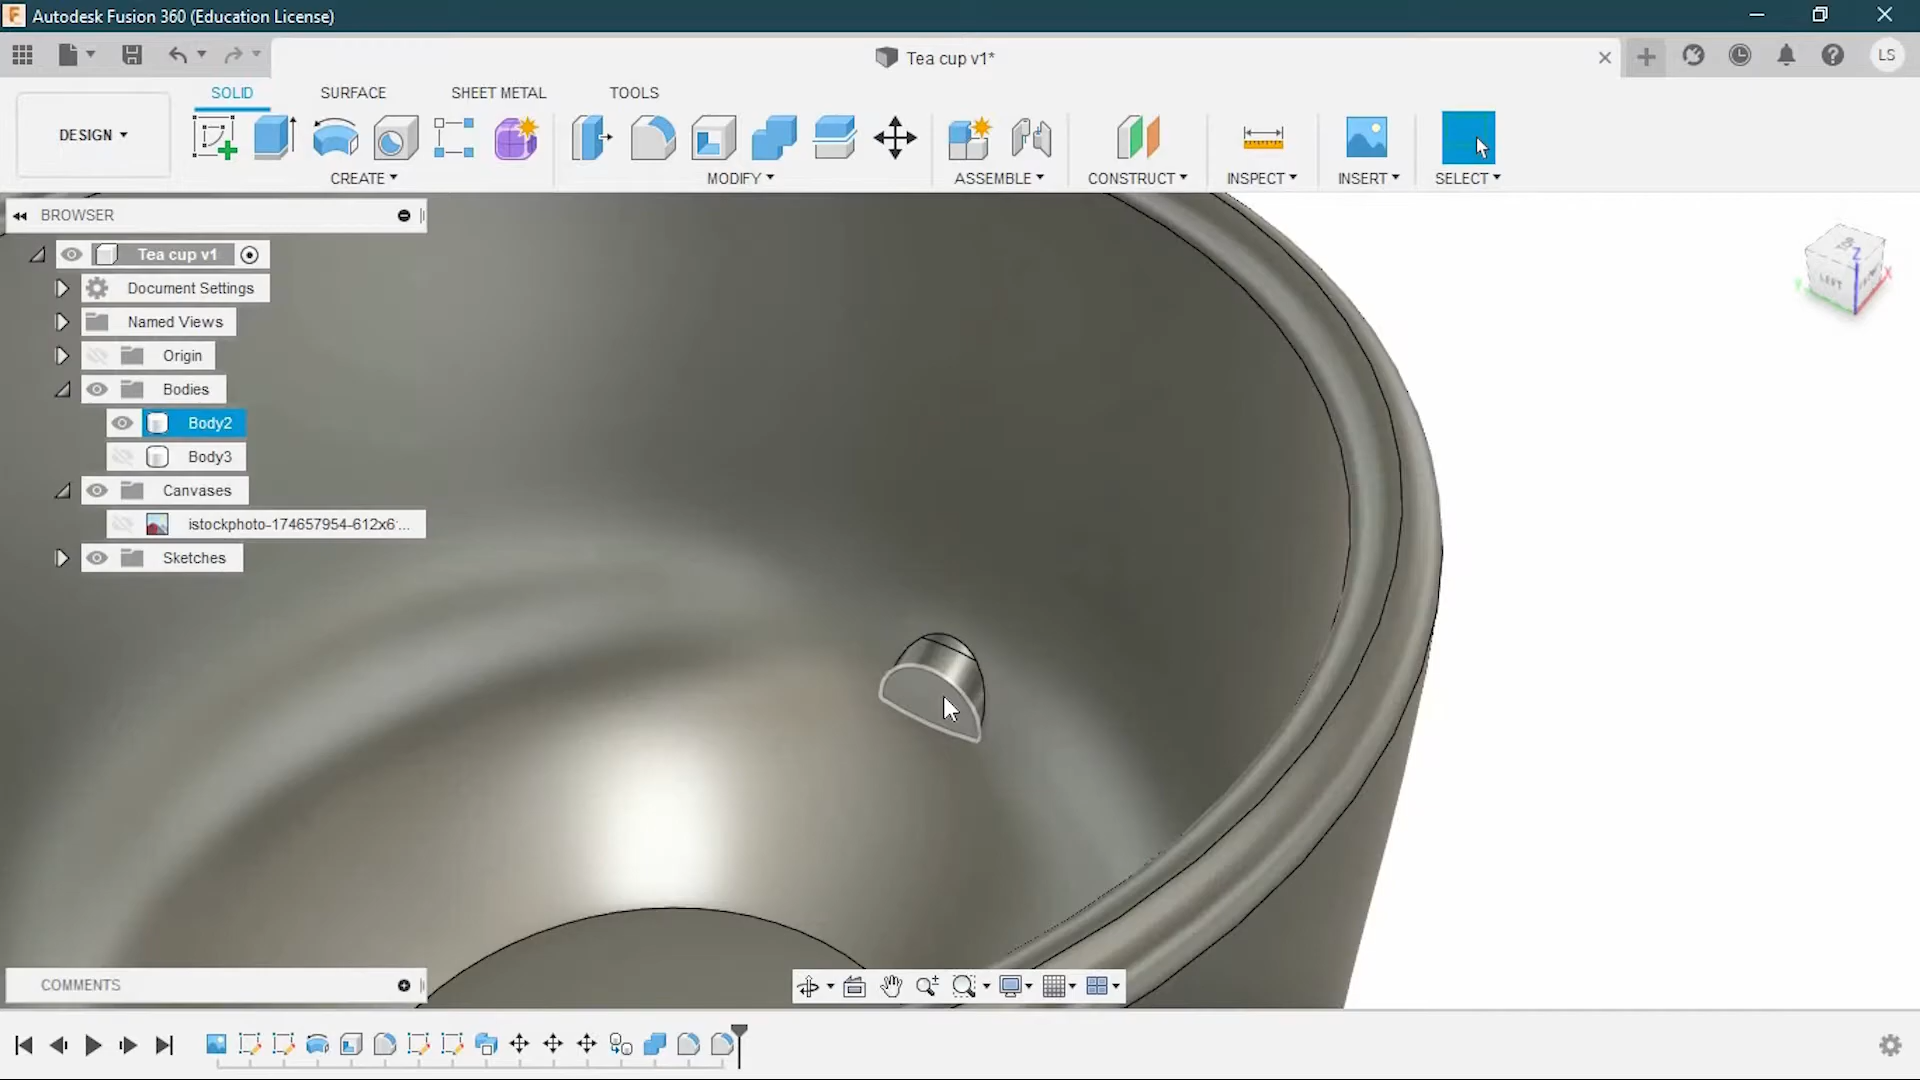 Autodesk Fusion 360 (Education License)
Tea cup v1*
LS
SOLID
SURFACE
SHEET METAL
TOOLS
DESIGN
CREATE
MODIFY
ASSEMBLE
CONSTRUCT
INSPECT
INSERT
SELECT
BROWSER
Tea cup v1
Document Settings
Named Views
Origin
Bodies
Body2
Body3
Canvases
istockphoto-174657954-612x6...
Sketches
Z
X
Y
LEFT
COMMENTS